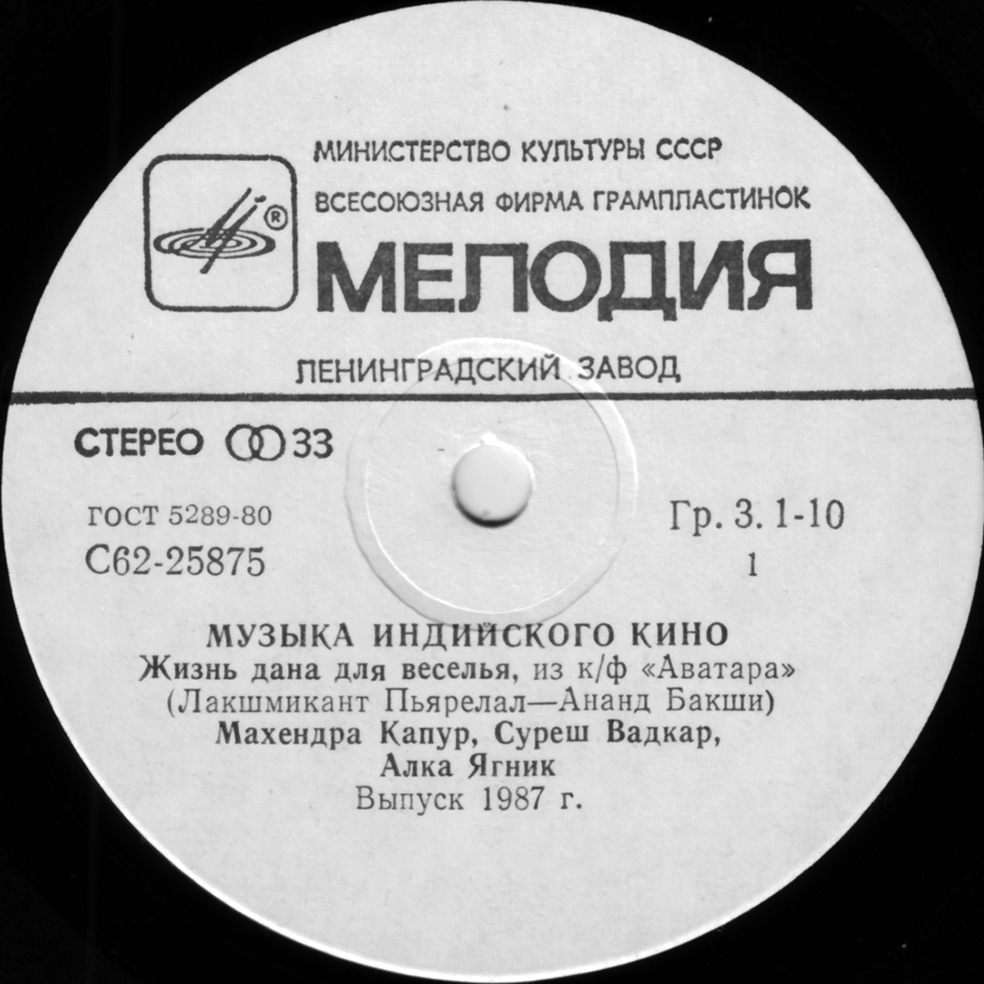 МИНИСТЕРСТВО КУЛЬТУРЫ СССР
ВСЕСОЮЗНАЯ ФИРМА ГРАМПЛАСТИНОК
®
МЕЛОДИЯ
ЛЕНИНГРАДСКИЙ ЗАВОД
СТЕРЕО 33
ГОСТ 5289-80
Гр. 3. 1-10
С62-25875
1
МУЗЫКА ИНДИЙСКОГО КИНО
Жизнь дана для веселья, из к/ф «Аватара»
(Лакшмикант Пьярелал—Ананд Бакши)
Махендра Капур, Суреш Вадкар,
Алка Ягник
Выпуск 1987 г.